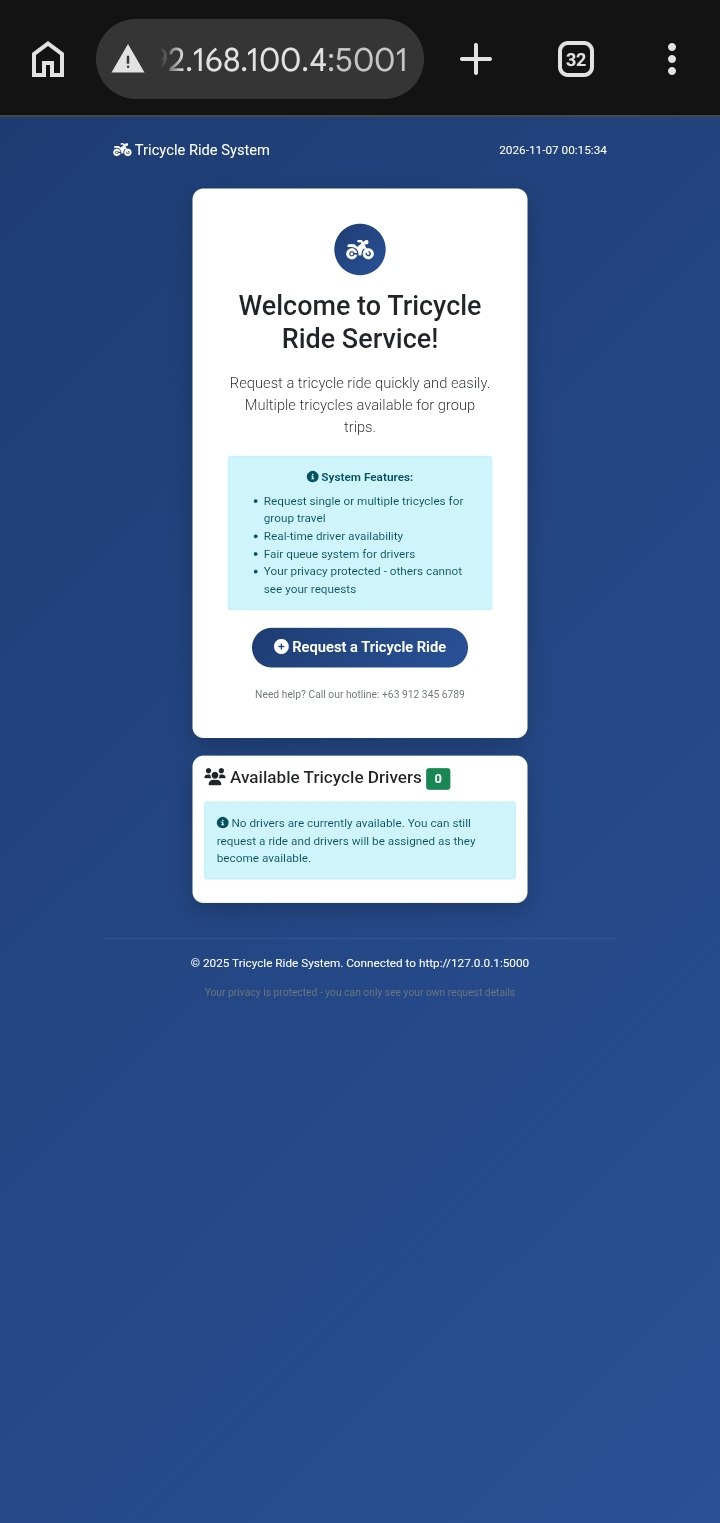 92.168.100.4:5001
32
Tricycle Ride System
2026-11-07 00:15:34
Welcome to Tricycle
Ride Service!
Request a tricycle ride quickly and easily.
Multiple tricycles available for group
trips.
System Features:
• Request single or multiple tricycles for
group travel
• Real-time driver availability
• Fair queue system for drivers
• Your privacy protected - others cannot
see your requests
Request a Tricycle Ride
Need help? Call our hotline: +63 912 345 6789
Available Tricycle Drivers 0
No drivers are currently available. You can still
request a ride and drivers will be assigned as they
become available.
© 2025 Tricycle Ride System. Connected to http://127.0.0.1:5000
Your privacy is protected - you can only see your own request details